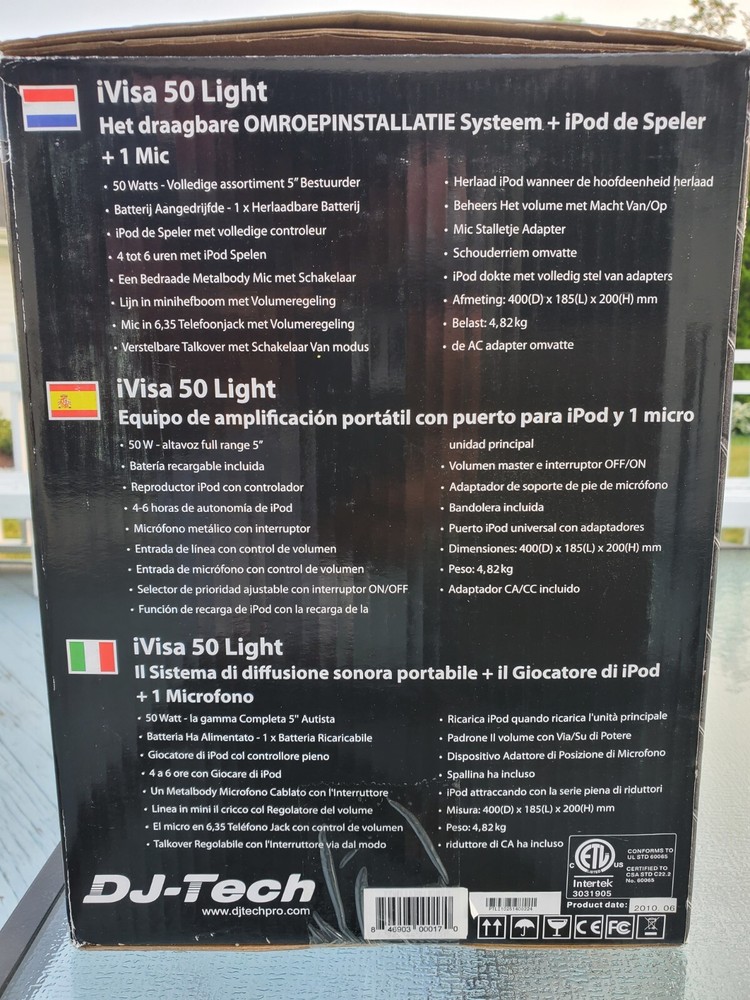 iVisa 50 Light
Het draagbare OMROEPINSTALLATIE Systeem + iPod de Speler
+ 1 Mic
• 50 Watts - Volledige assortiment 5” Bestuurder
• Batterij Aangedrijfde - 1 x Herlaadbare Batterij
• iPod de Speler met volledige controleur
• 4 tot 6 uren met iPod Spelen
• Een Bedraade Metalbody Mic met Schakelaar
• Lijn in minihefboom met Volumeregeling
• Mic in 6,35 Telefoonjack met Volumeregeling
• Verstelbare Talkover met Schakelaar Van modus
• Herlaad iPod wanneer de hoofdeenheid herlaad
• Beheers Het volume met Macht Van/Op
• Mic Stalletje Adapter
• Schouderriem omvatte
• iPod dokte met volledig stel van adapters
• Afmeting: 400(D) x 185(L) x 200(H) mm
• Belast: 4,82 kg
• de AC adapter omvatte
iVisa 50 Light
Equipo de amplificación portátil con puerto para iPod y 1 micro
• 50 W - altavoz full range 5”
• Batería recargable incluida
• Reproductor iPod con controlador
• 4-6 horas de autonomía de iPod
• Micrófono metálico con interruptor
• Entrada de línea con control de volumen
• Entrada de micrófono con control de volumen
• Selector de prioridad ajustable con interruptor ON/OFF
• Función de recarga de iPod con la recarga de la
unidad principal
• Volumen master e interruptor OFF/ON
• Adaptador de soporte de pie de micrófono
• Bandolera incluida
• Puerto iPod universal con adaptadores
• Dimensiones: 400(D) x 185(L) x 200(H) mm
• Peso: 4,82 kg
• Adaptador CA/CC incluido
iVisa 50 Light
Il Sistema di diffusione sonora portabile + il Giocatore di iPod
+ 1 Microfono
• 50 Watt - la gamma Completa 5" Autista
• Batteria Ha Alimentato - 1 x Batteria Ricaricabile
• Giocatore di iPod col controllore pieno
• 4 a 6 ore con Giocare di iPod
• Un Metalbody Microfono Cablato con l'Interruttore
• Linea in mini il cricco col Regolatore del volume
• El micro en 6,35 Teléfono Jack con control de volumen
• Talkover Regolabile con l'Interruttore via dal modo
• Ricarica iPod quando ricarica l'unità principale
• Padrone Il volume con Via/Su di Potere
• Dispositivo Adattore di Posizione di Microfono
• Spallina ha incluso
• iPod attraccando con la serie piena di riduttori
• Misura: 400(D) x 185(L) x 200(H) mm
• Peso: 4,82 kg
• riduttore di CA ha incluso
DJ-Tech
www.djtechpro.com
8 46903 00017 0
ETL
C US
Intertek
3031905
CONFORMS TO
UL STD 60065
CERTIFIED TO
CSA STD C22.2
No. 60065
Product date: 2010. 06
CE FC